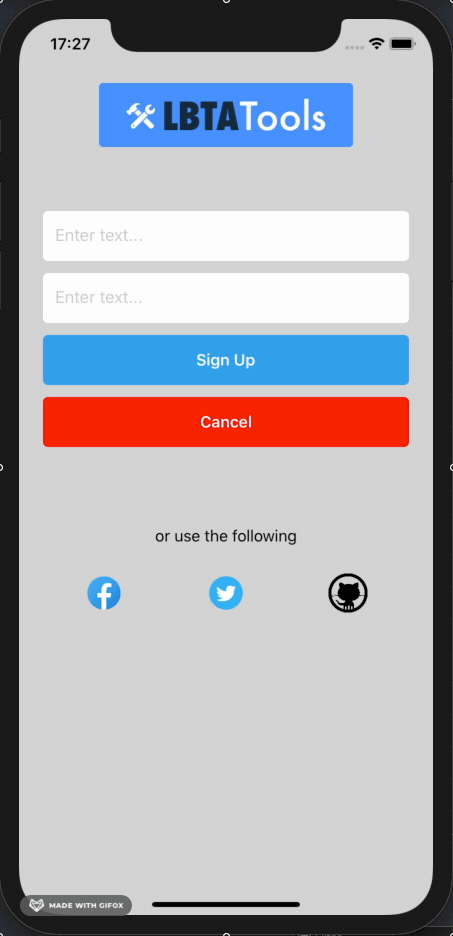 17:27
LBTATools
Enter text...
Enter text...
Sign Up
Cancel
or use the following
MADE WITH GIFOX